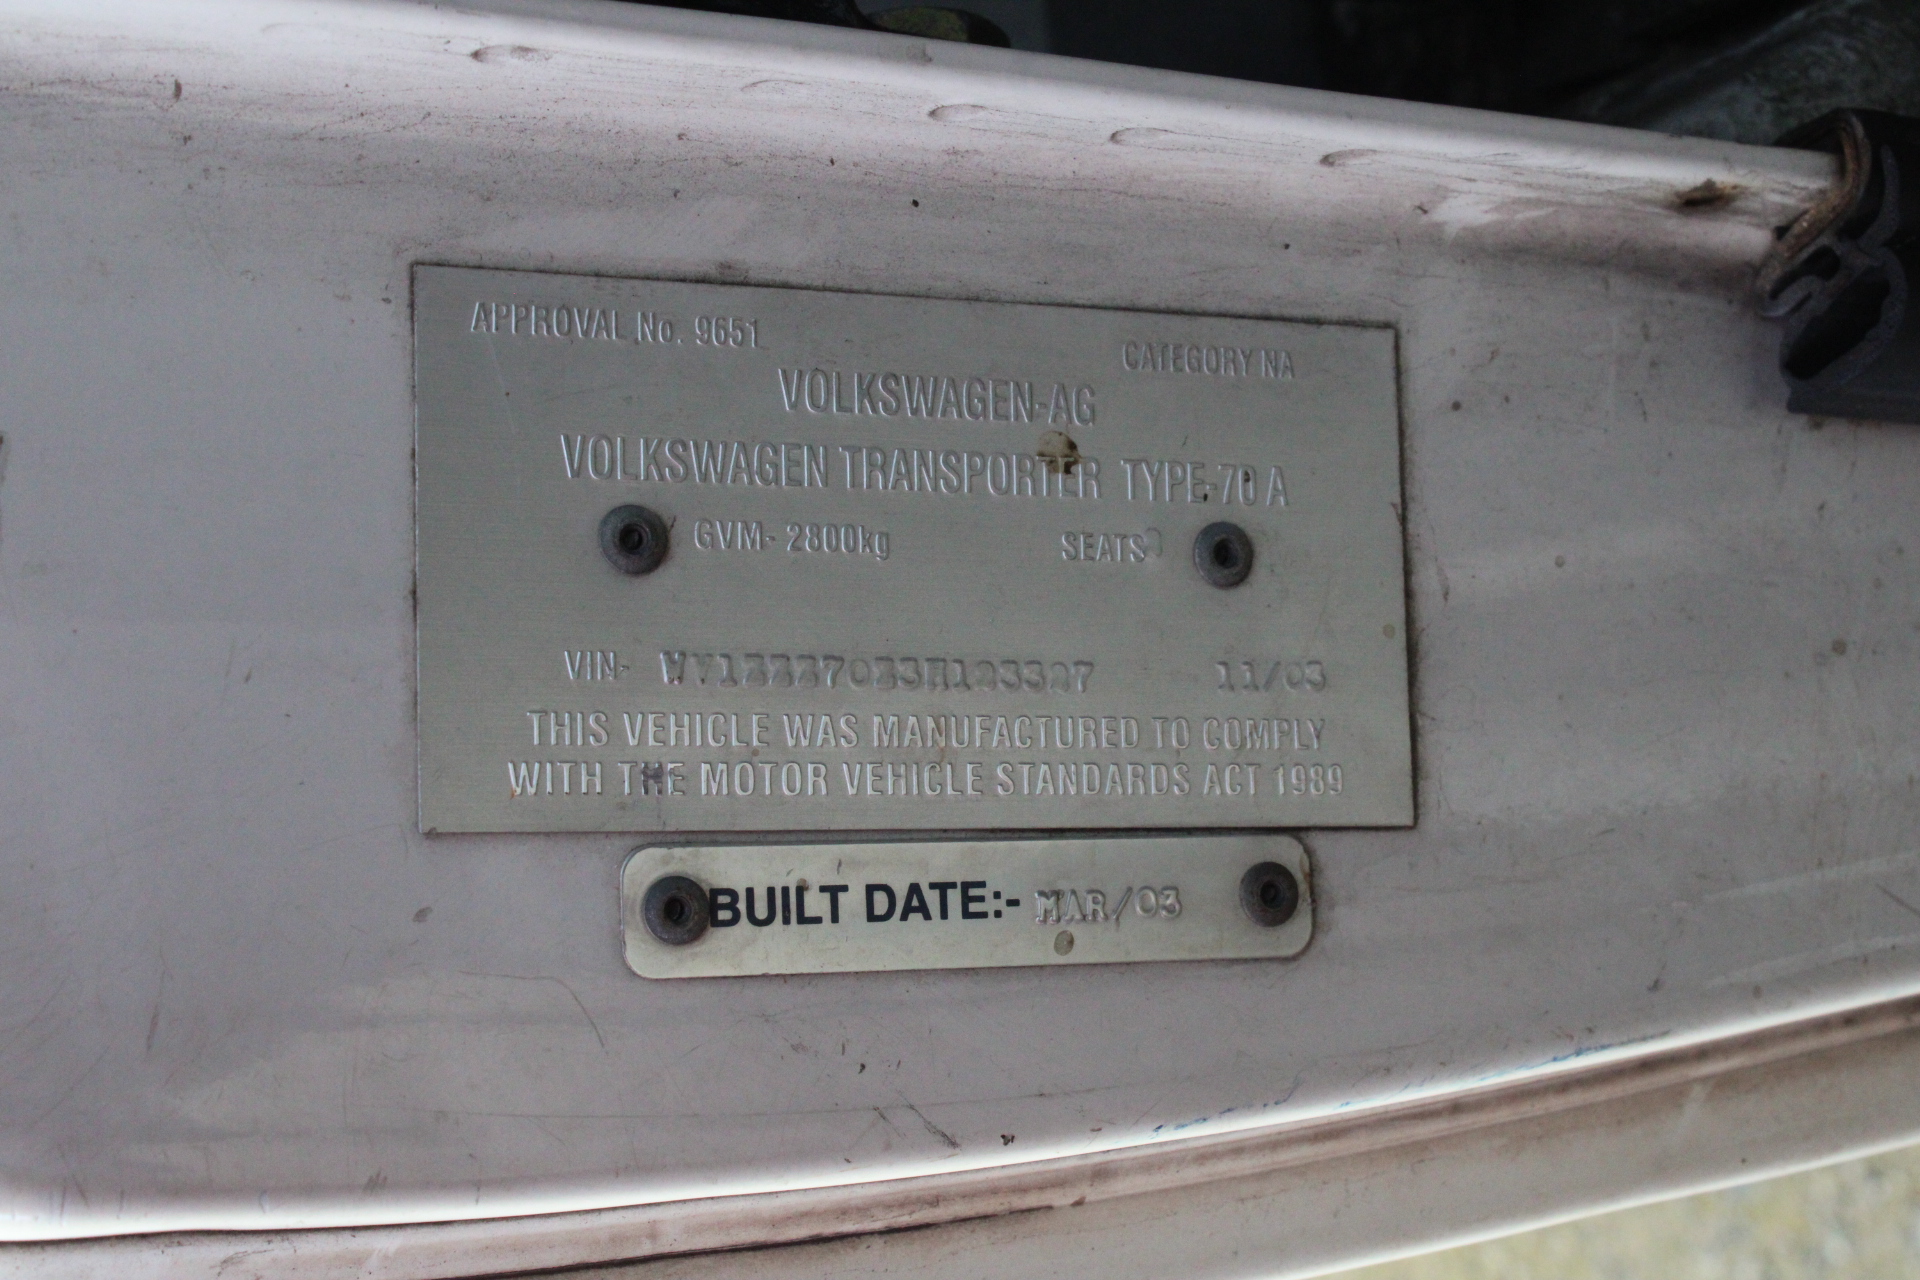 APPROVAL No. 9651
CATEGORY NA
VOLKSWAGEN-AG
VOLKSWAGEN TRANSPORTER TYPE-70 A
GVM- 2800kg SEATS
VIN- WV1ZZZ70Z3H123327 11/03
THIS VEHICLE WAS MANUFACTURED TO COMPLY
WITH THE MOTOR VEHICLE STANDARDS ACT 1989
BUILT DATE:- MAR/03